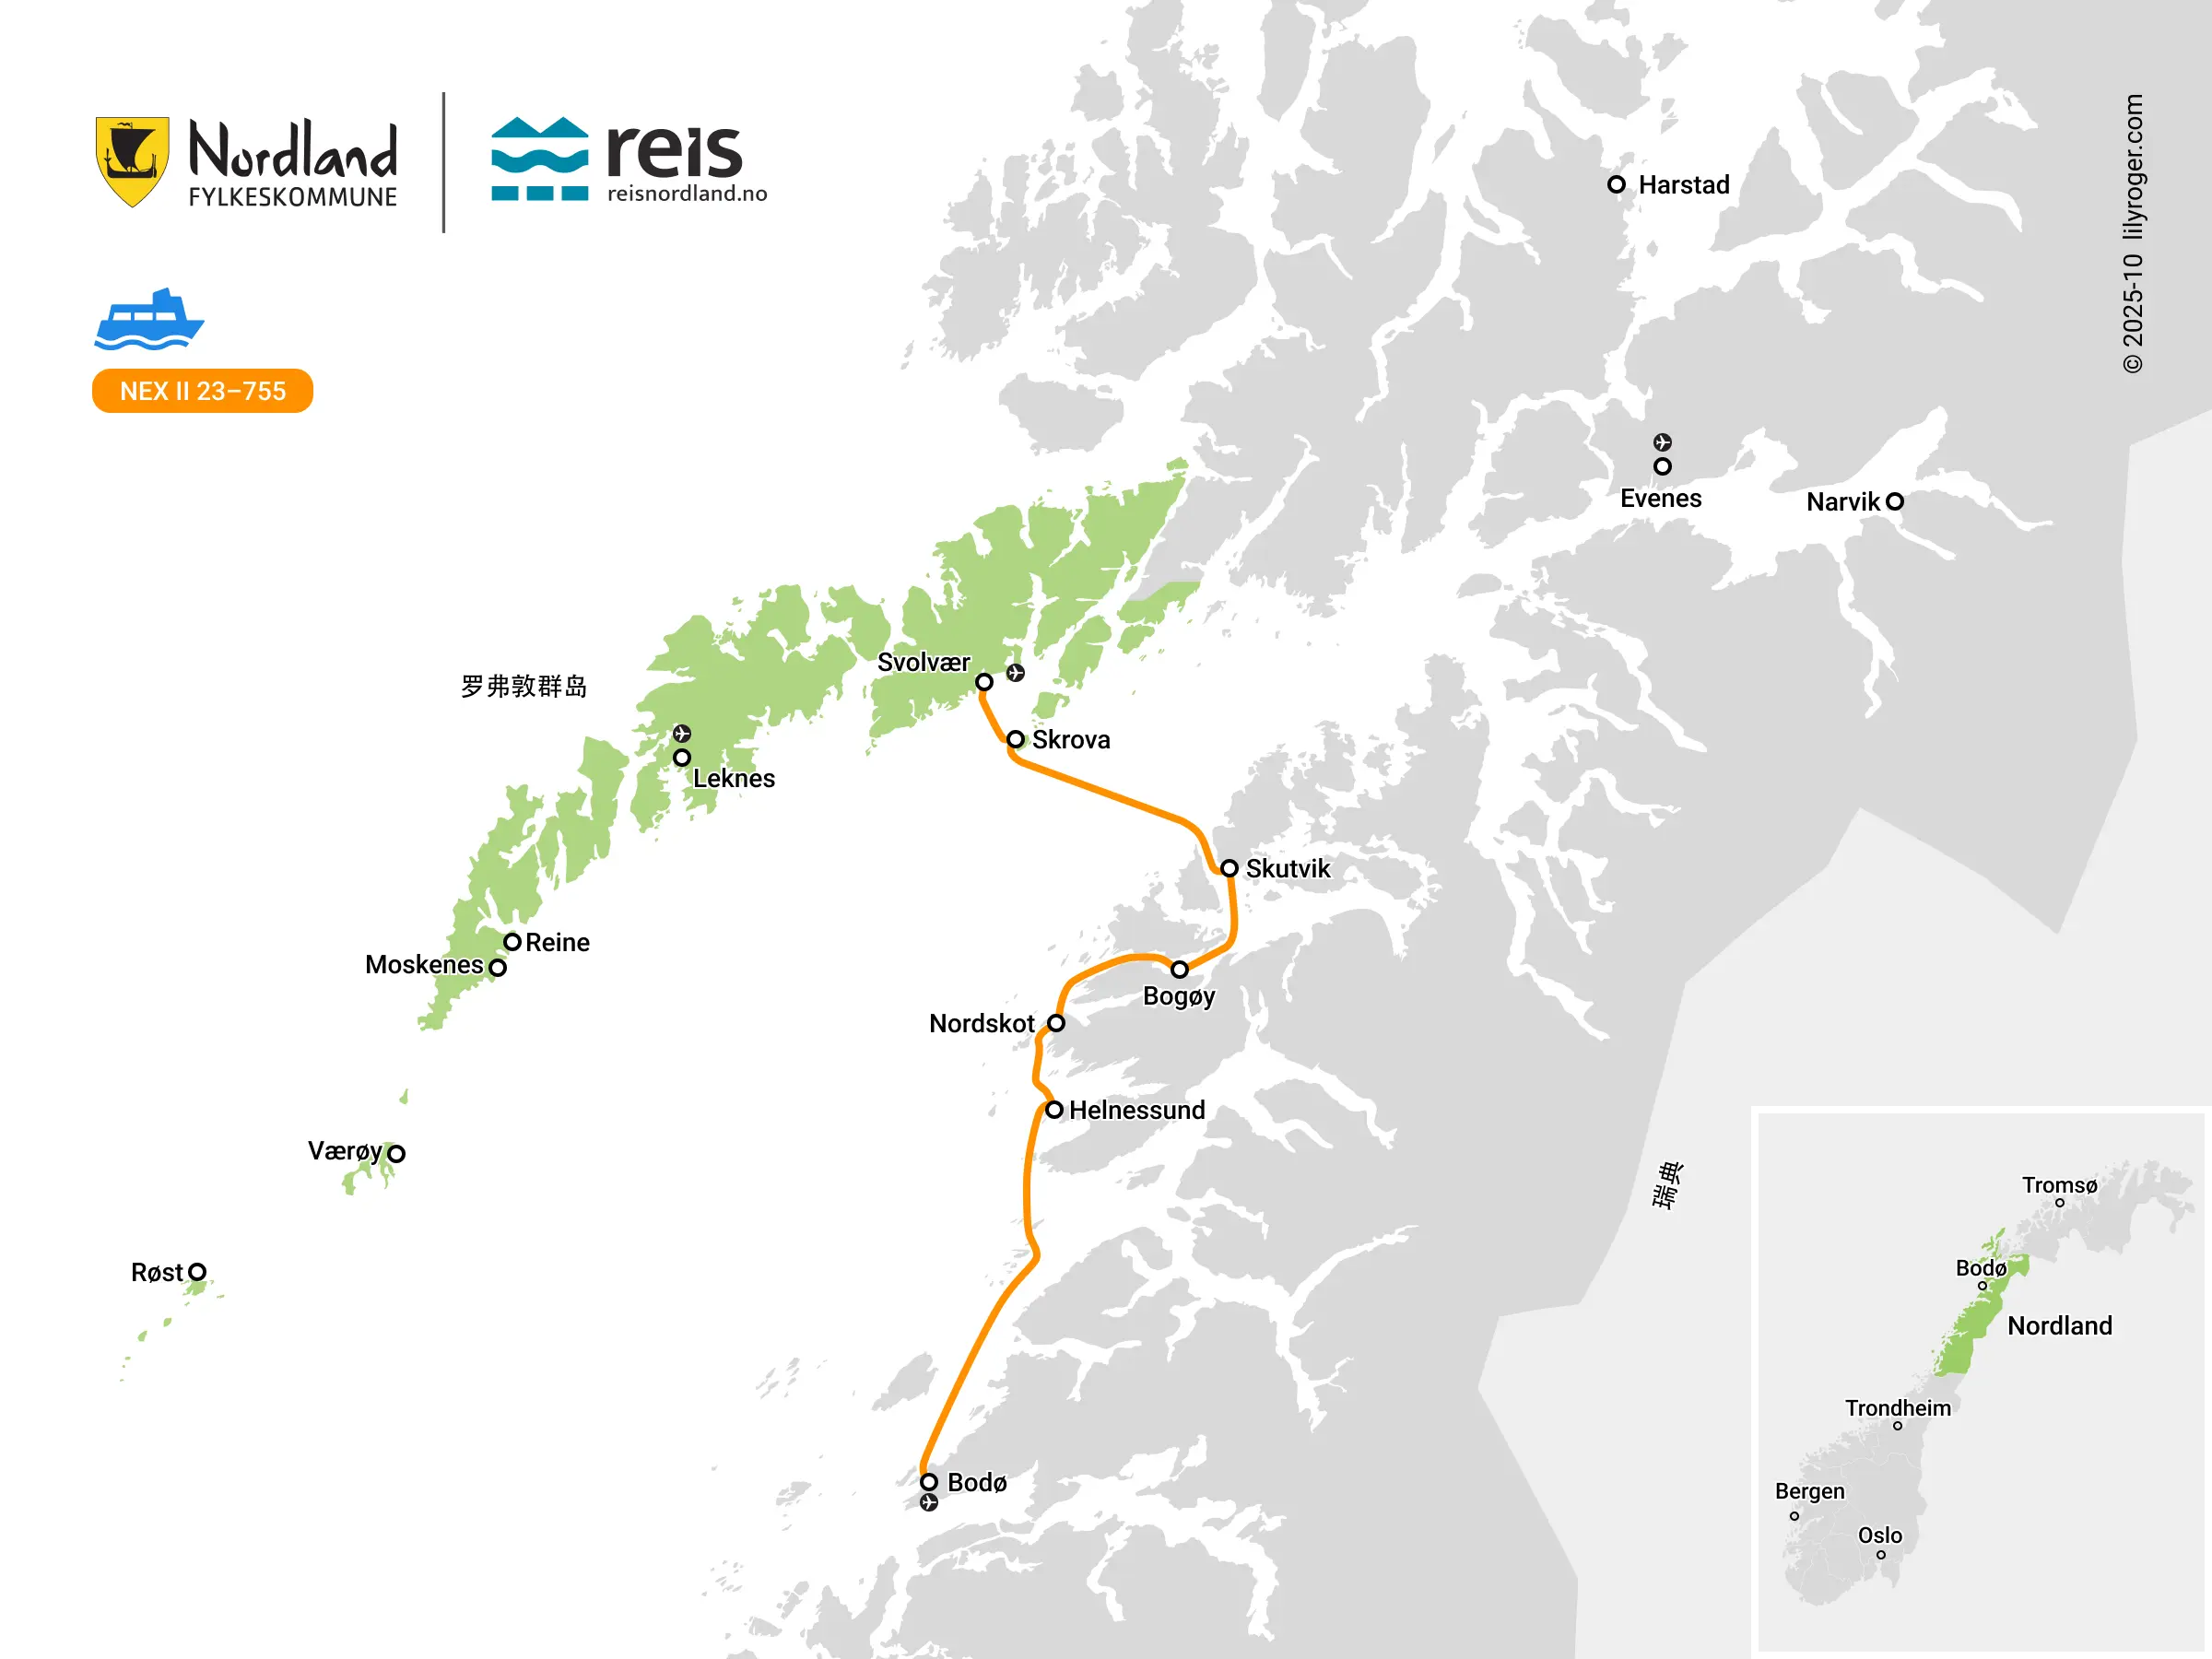 Nordland
FYLKESKOMMUNE
reis
reisnordland.no
NEX II 23–755
© 2025-10 lilyroger.com
Harstad
Evenes
Narvik
罗弗敦群岛
Svolvær
Skrova
Leknes
Skutvik
Reine
Moskenes
Bogøy
Nordskot
Helnessund
Værøy
Røst
瑞典
Bodø
Tromsø
Bodø
Nordland
Trondheim
Bergen
Oslo